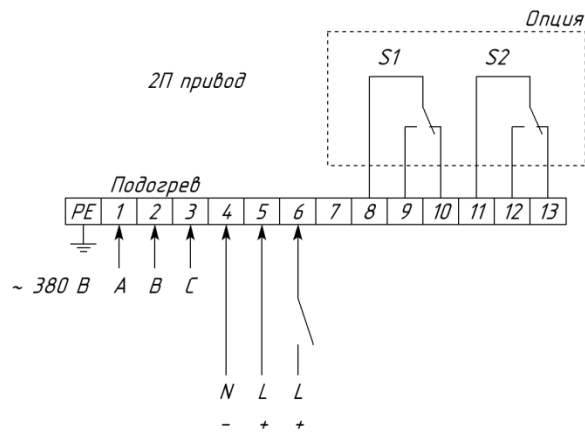 Опция
S1 S2
2П привод
Подогрев
PE 1 2 3 4 5 6 7 8 9 10 11 12 13
~ 380 В A B C
N L L
- + +